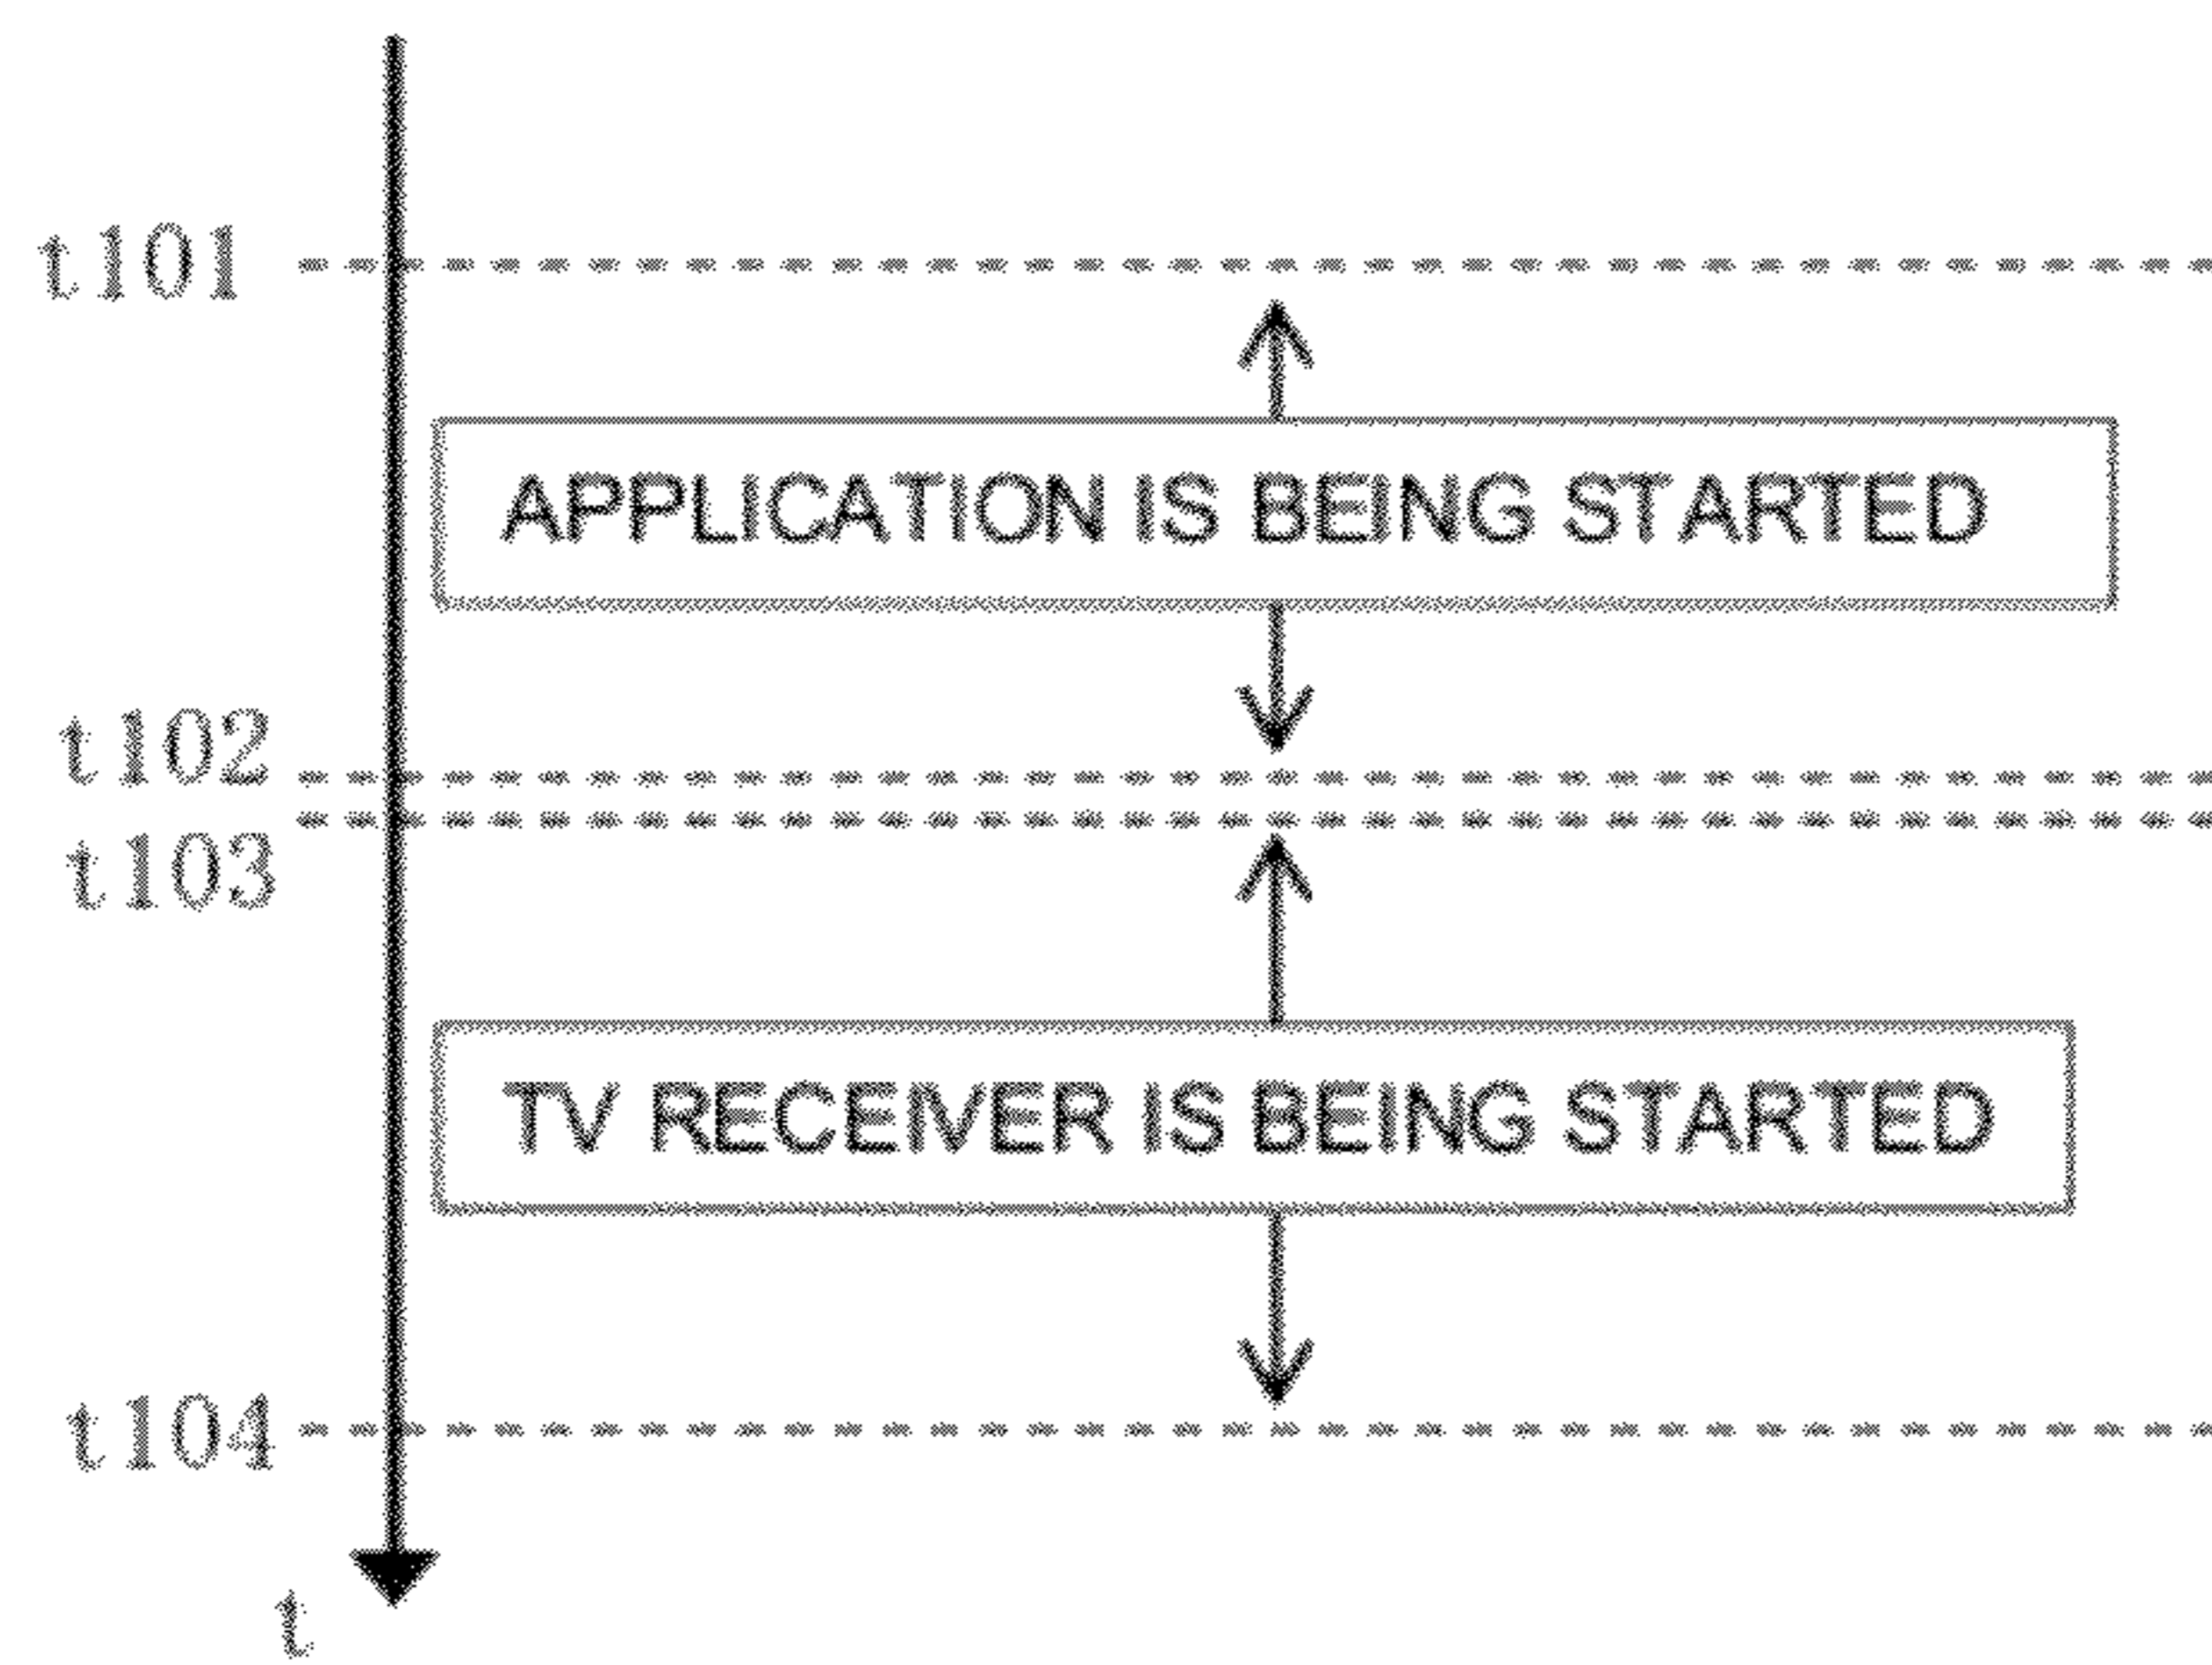 t101
APPLICATION IS BEING STARTED
t102
t103
TV RECEIVER IS BEING STARTED
t104
t